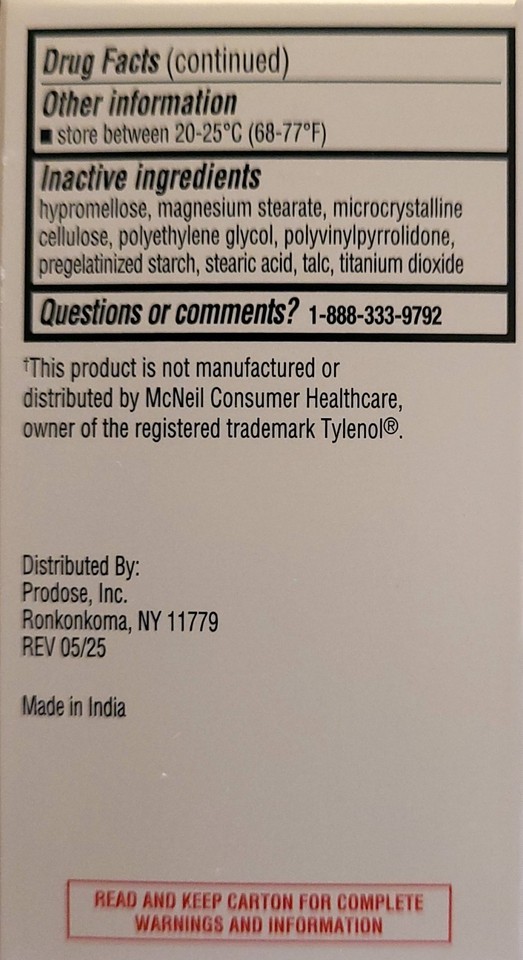 Drug Facts (continued)
Other information
■ store between 20-25°C (68-77°F)
Inactive ingredients
hypromellose, magnesium stearate, microcrystalline
cellulose, polyethylene glycol, polyvinylpyrrolidone,
pregelatinized starch, stearic acid, talc, titanium dioxide
Questions or comments? 1-888-333-9792
†This product is not manufactured or
distributed by McNeil Consumer Healthcare,
owner of the registered trademark Tylenol®.
Distributed By:
Prodose, Inc.
Ronkonkoma, NY 11779
REV 05/25
Made in India
READ AND KEEP CARTON FOR COMPLETE
WARNINGS AND INFORMATION